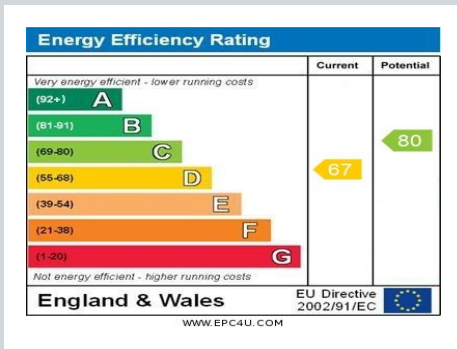 Energy Efficiency Rating
Current Potential
Very energy efficient - lower running costs
(92+) A
(81-91) B
(69-80) C
(55-68) D
(39-54) E
(21-38) F
(1-20) G
67
80
Not energy efficient - higher running costs
England & Wales
EU Directive
2002/91/EC
WWW.EPC4U.COM